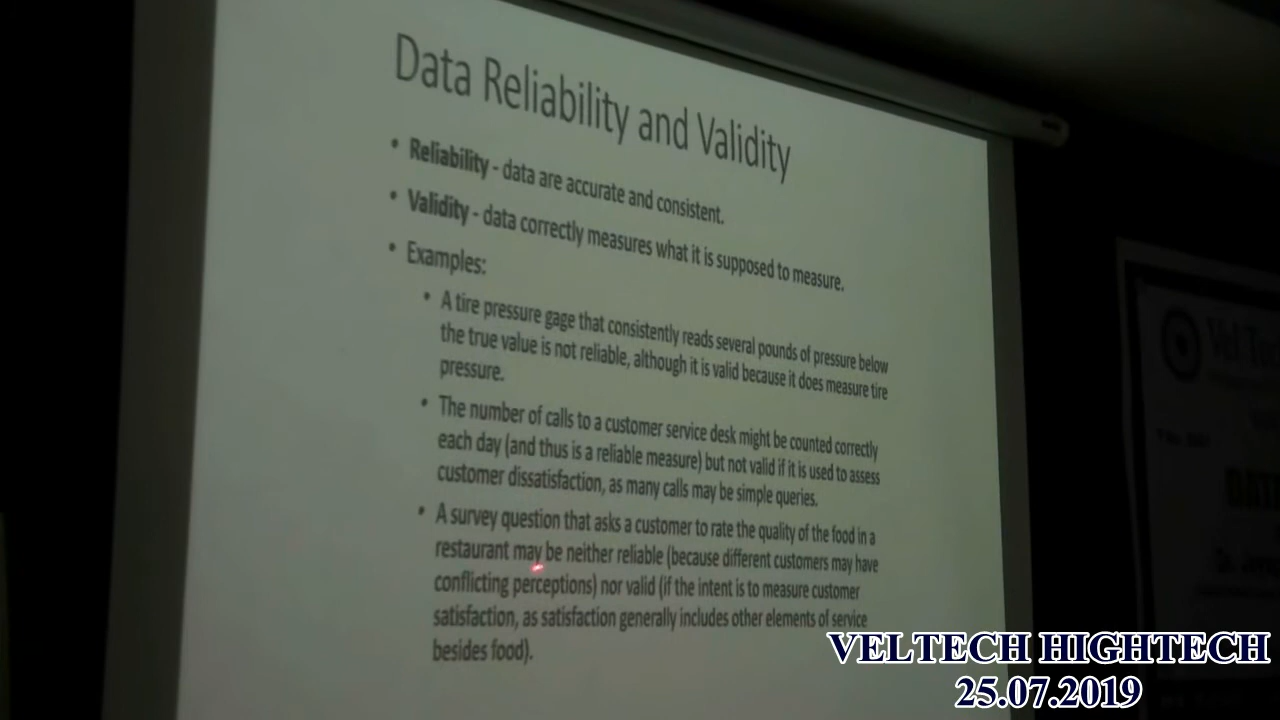 Data Reliability and Validity
• Reliability - data are accurate and consistent.
• Validity - data correctly measures what it is supposed to measure.
• Examples:
• A tire pressure gage that consistently reads several pounds of pressure below
the true value is not reliable, although it is valid because it does measure tire
pressure.
• The number of calls to a customer service desk might be counted correctly
each day (and thus is a reliable measure) but not valid if it is used to assess
customer dissatisfaction, as many calls may be simple queries.
• A survey question that asks a customer to rate the quality of the food in a
restaurant may be neither reliable (because different customers may have
conflicting perceptions) nor valid (if the intent is to measure customer
satisfaction, as satisfaction generally includes other elements of service
besides food).
Vel
VELTECH HIGHTECH
25.07.2019